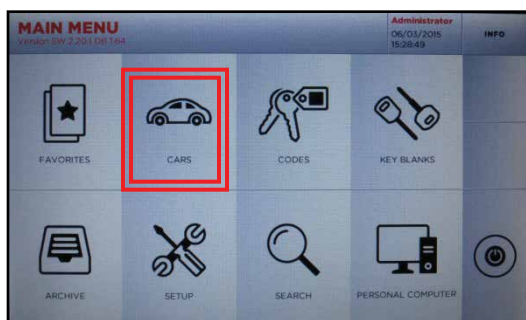 MAIN MENU
Administrator
06/03/2015
15:28:49
INFO
FAVORITES
CARS
CODES
KEY BLANKS
ARCHIVE
SETUP
SEARCH
PERSONAL COMPUTER